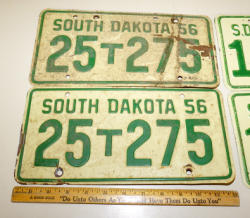 SOUTH DAKOTA 56
25T275
S.D
1
SOUTH DAKOTA 56
25T275
"Do Unto Others As You Would Have Them Do Unto You"